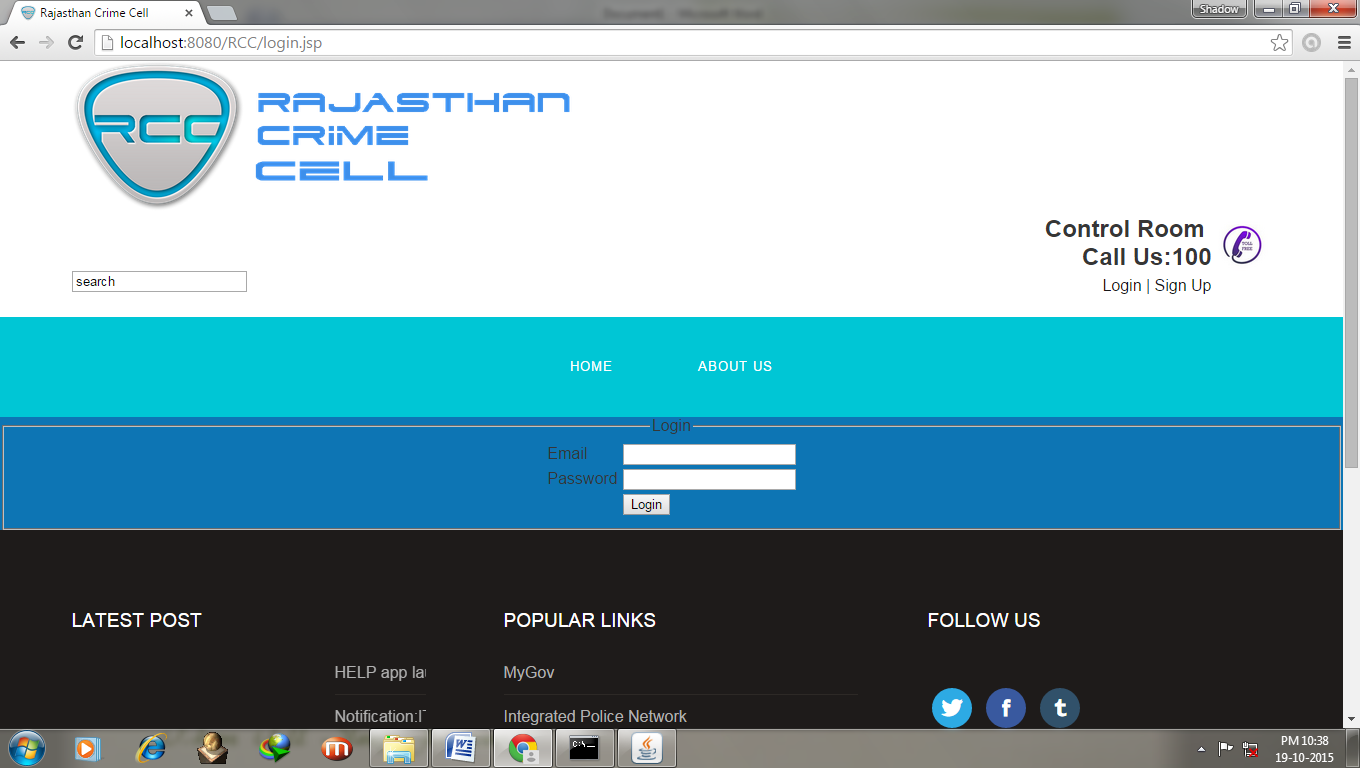 Rajasthan Crime Cell
Shadow
localhost:8080/RCC/login.jsp
RCC
RAJASTHAN
CRiME
CELL
Control Room
Call Us:100
TOLL
FREE
Login | Sign Up
search
HOME
ABOUT US
Login
Email
Password
Login
LATEST POST
POPULAR LINKS
FOLLOW US
HELP app lau
MyGov
Notification:IT
Integrated Police Network
PM 10:38
19-10-2015